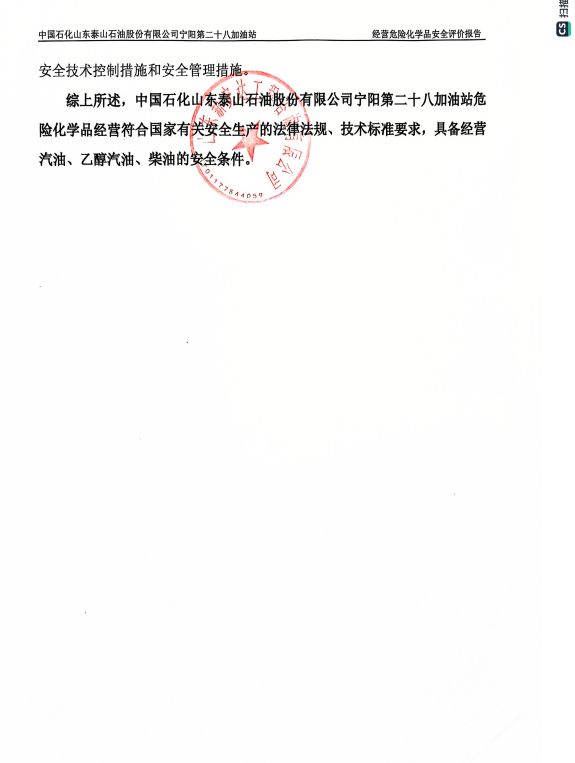 中国石化山东泰山石油股份有限公司宁阳第二十八加油站 经营危险化学品安全评价报告
安全技术控制措施和安全管理措施。
综上所述，中国石化山东泰山石油股份有限公司宁阳第二十八加油站危
险化学品经营符合国家有关安全生产的法律法规、技术标准要求，具备经营
汽油、乙醇汽油、柴油的安全条件。
CS